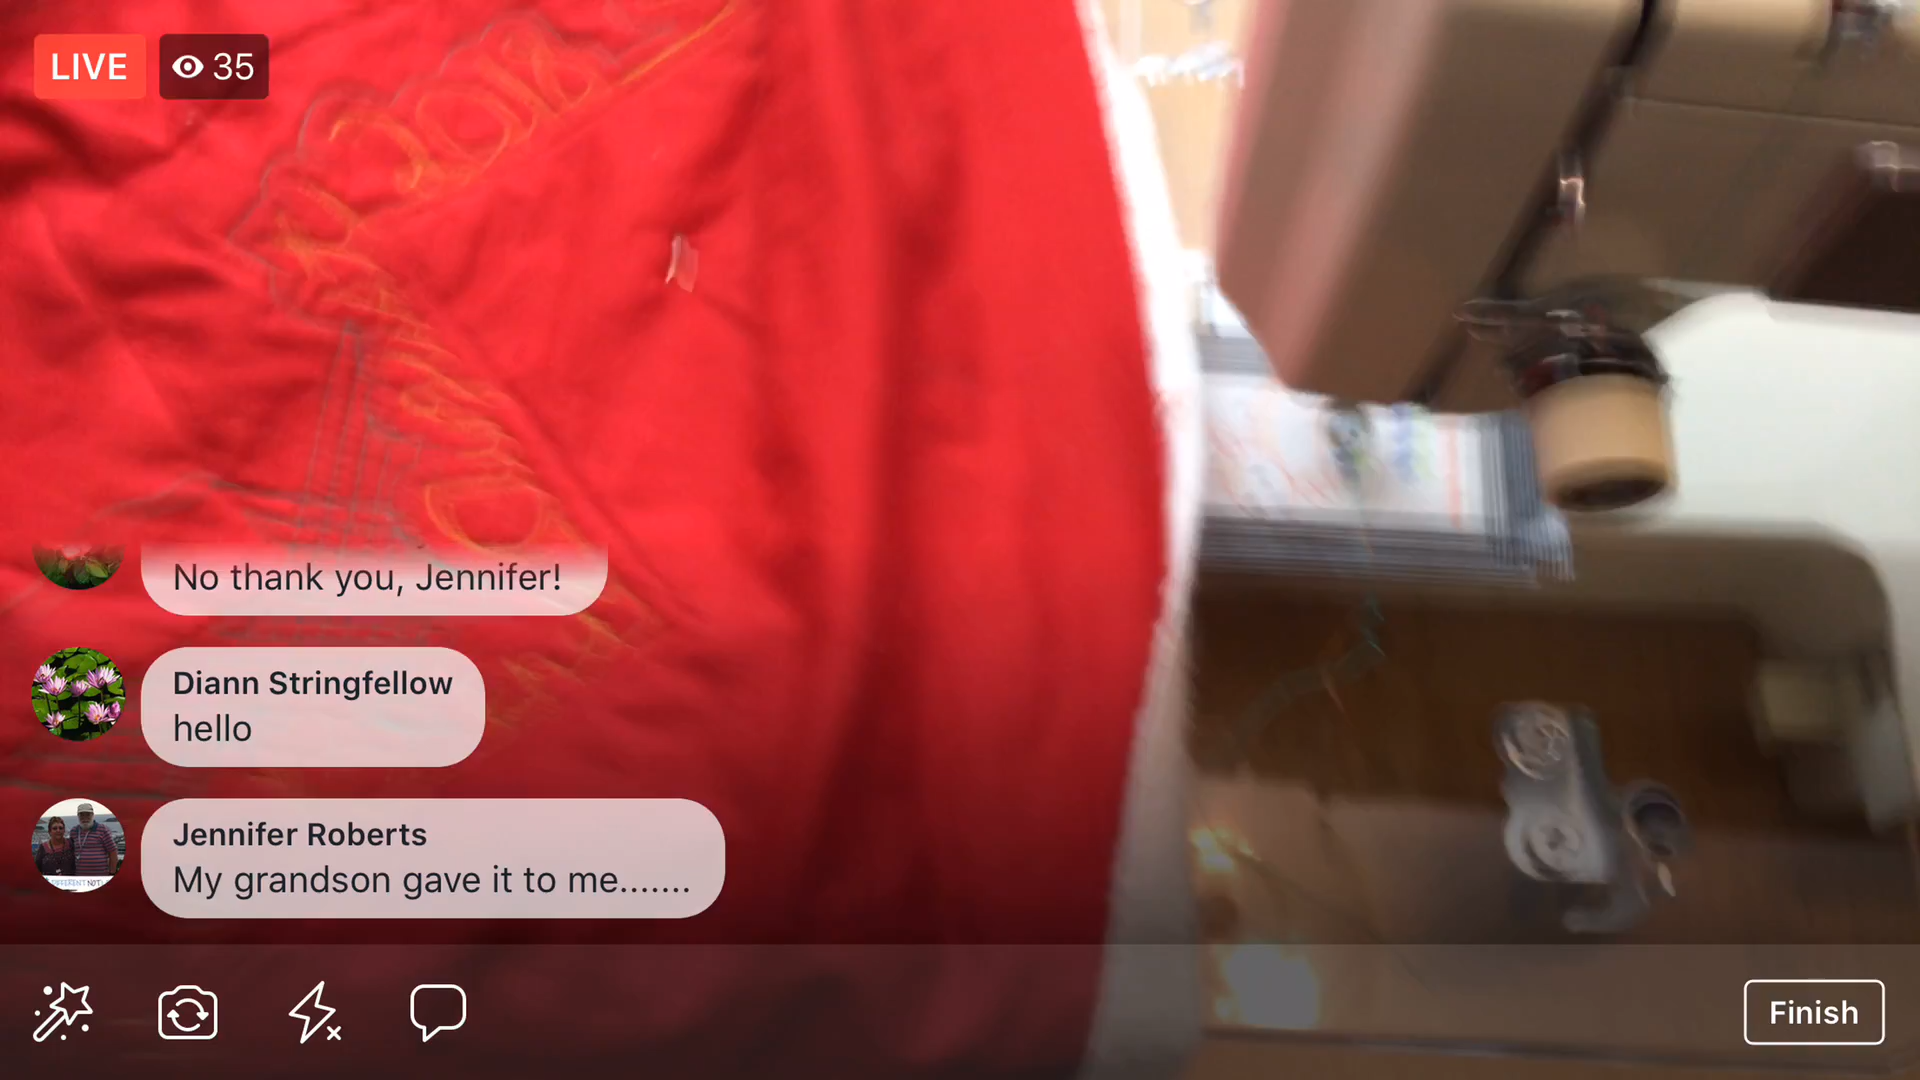 LIVE
35
No thank you, Jennifer!
Diann Stringfellow
hello
Jennifer Roberts
My grandson gave it to me.......
Finish